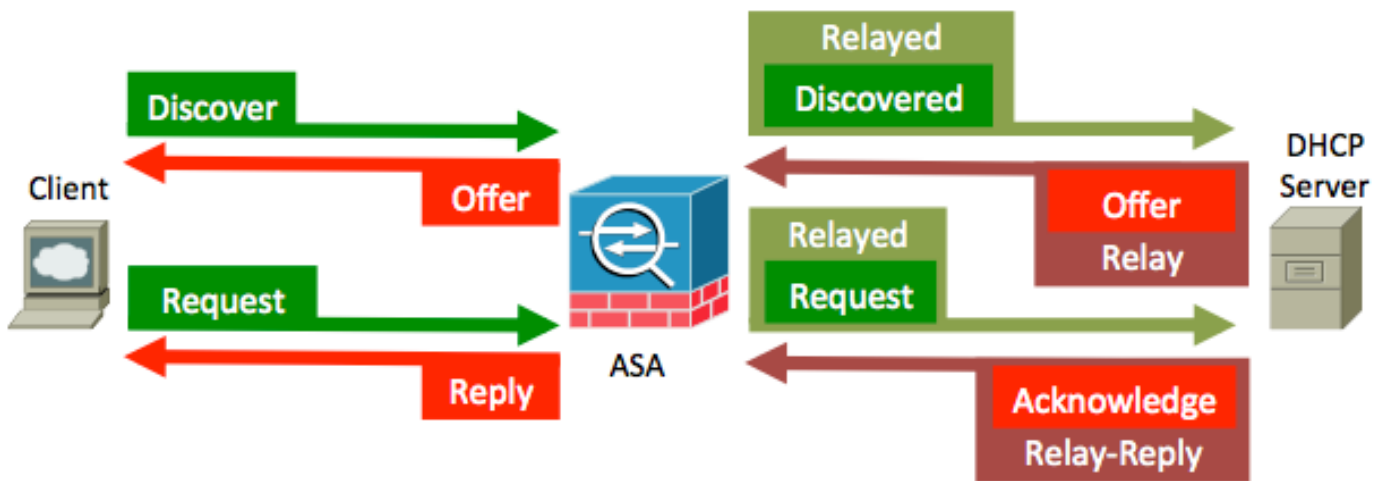 Relayed
Discover
Discovered
DHCP
Server
Client
Offer
Offer
Relay
Relayed
Request
Request
ASA
Reply
Acknowledge
Relay-Reply